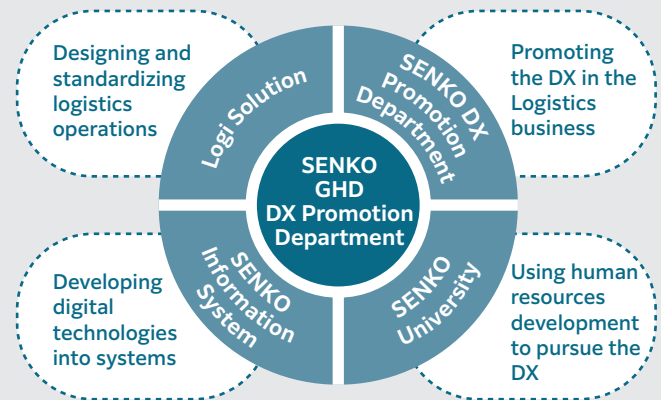 Designing and
standardizing
logistics
operations
Logi Solution
SENKO DX
Promotion
Department
Promoting
the DX in the
Logistics
business
SENKO
GHD
DX Promotion
Department
Developing
digital
technologies
into systems
SENKO
Information
System
SENKO
University
Using human
resources
development
to pursue the
DX